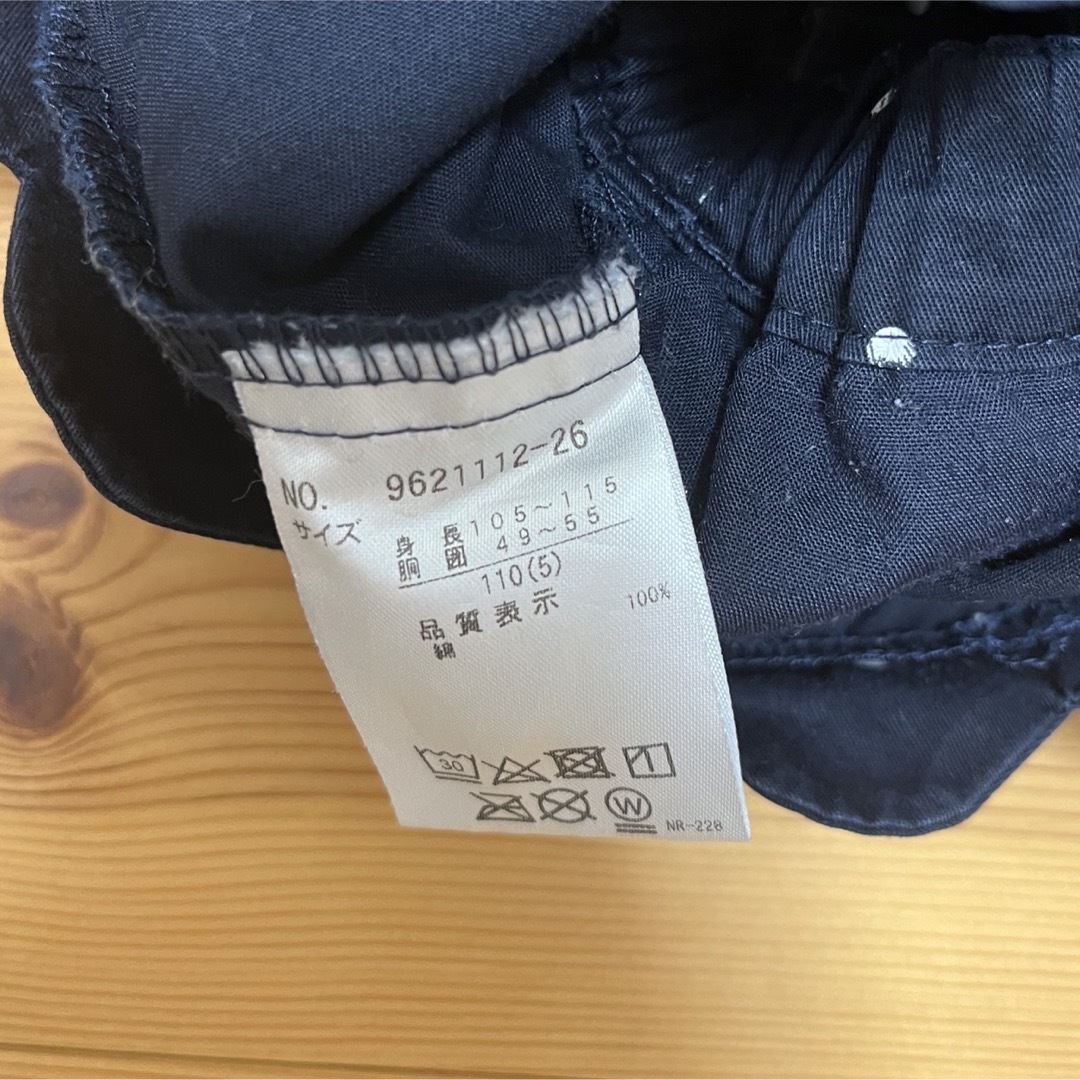 NO. 9621112-26
サイズ
身長105～115
胴囲 49～55
110(5)
品質表示
綿 100%
30
W
NR-228